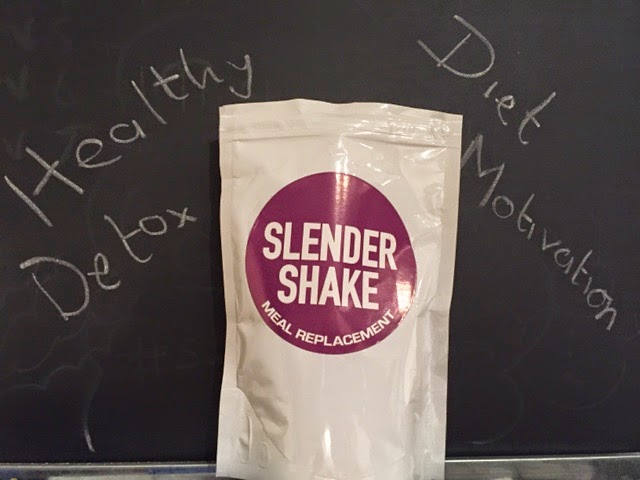 Healthy
Detox
Diet
Motivation
SLENDER
SHAKE
MEAL REPLACEMENT